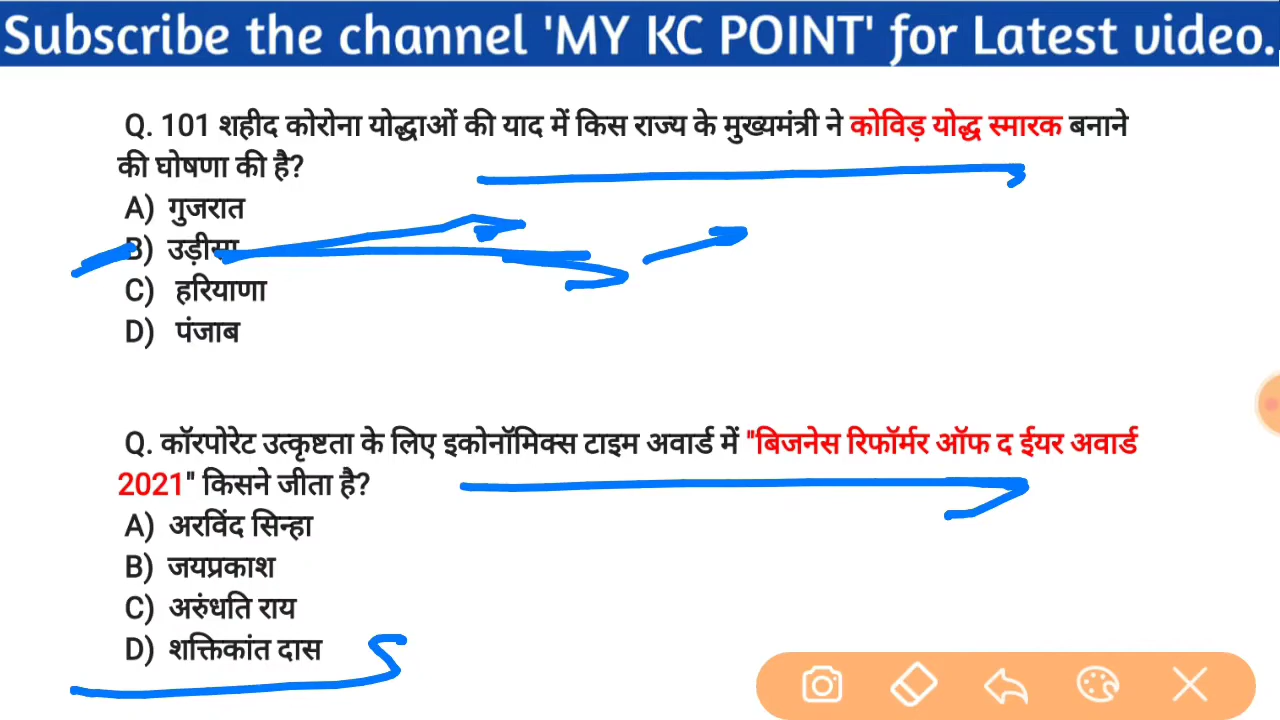 Subscribe the channel 'MY KC POINT' for Latest video.
Q. 101 शहीद कोरोना योद्धाओं की याद में किस राज्य के मुख्यमंत्री ने कोविड़ योद्ध स्मारक बनाने
की घोषणा की है?
A) गुजरात
B) उड़ीसा
C) हरियाणा
D) पंजाब
Q. कॉरपोरेट उत्कृष्टता के लिए इकोनॉमिक्स टाइम अवार्ड में "बिजनेस रिफॉर्मर ऑफ द ईयर अवार्ड
2021" किसने जीता है?
A) अरविंद सिन्हा
B) जयप्रकाश
C) अरुंधति राय
D) शक्तिकांत दास